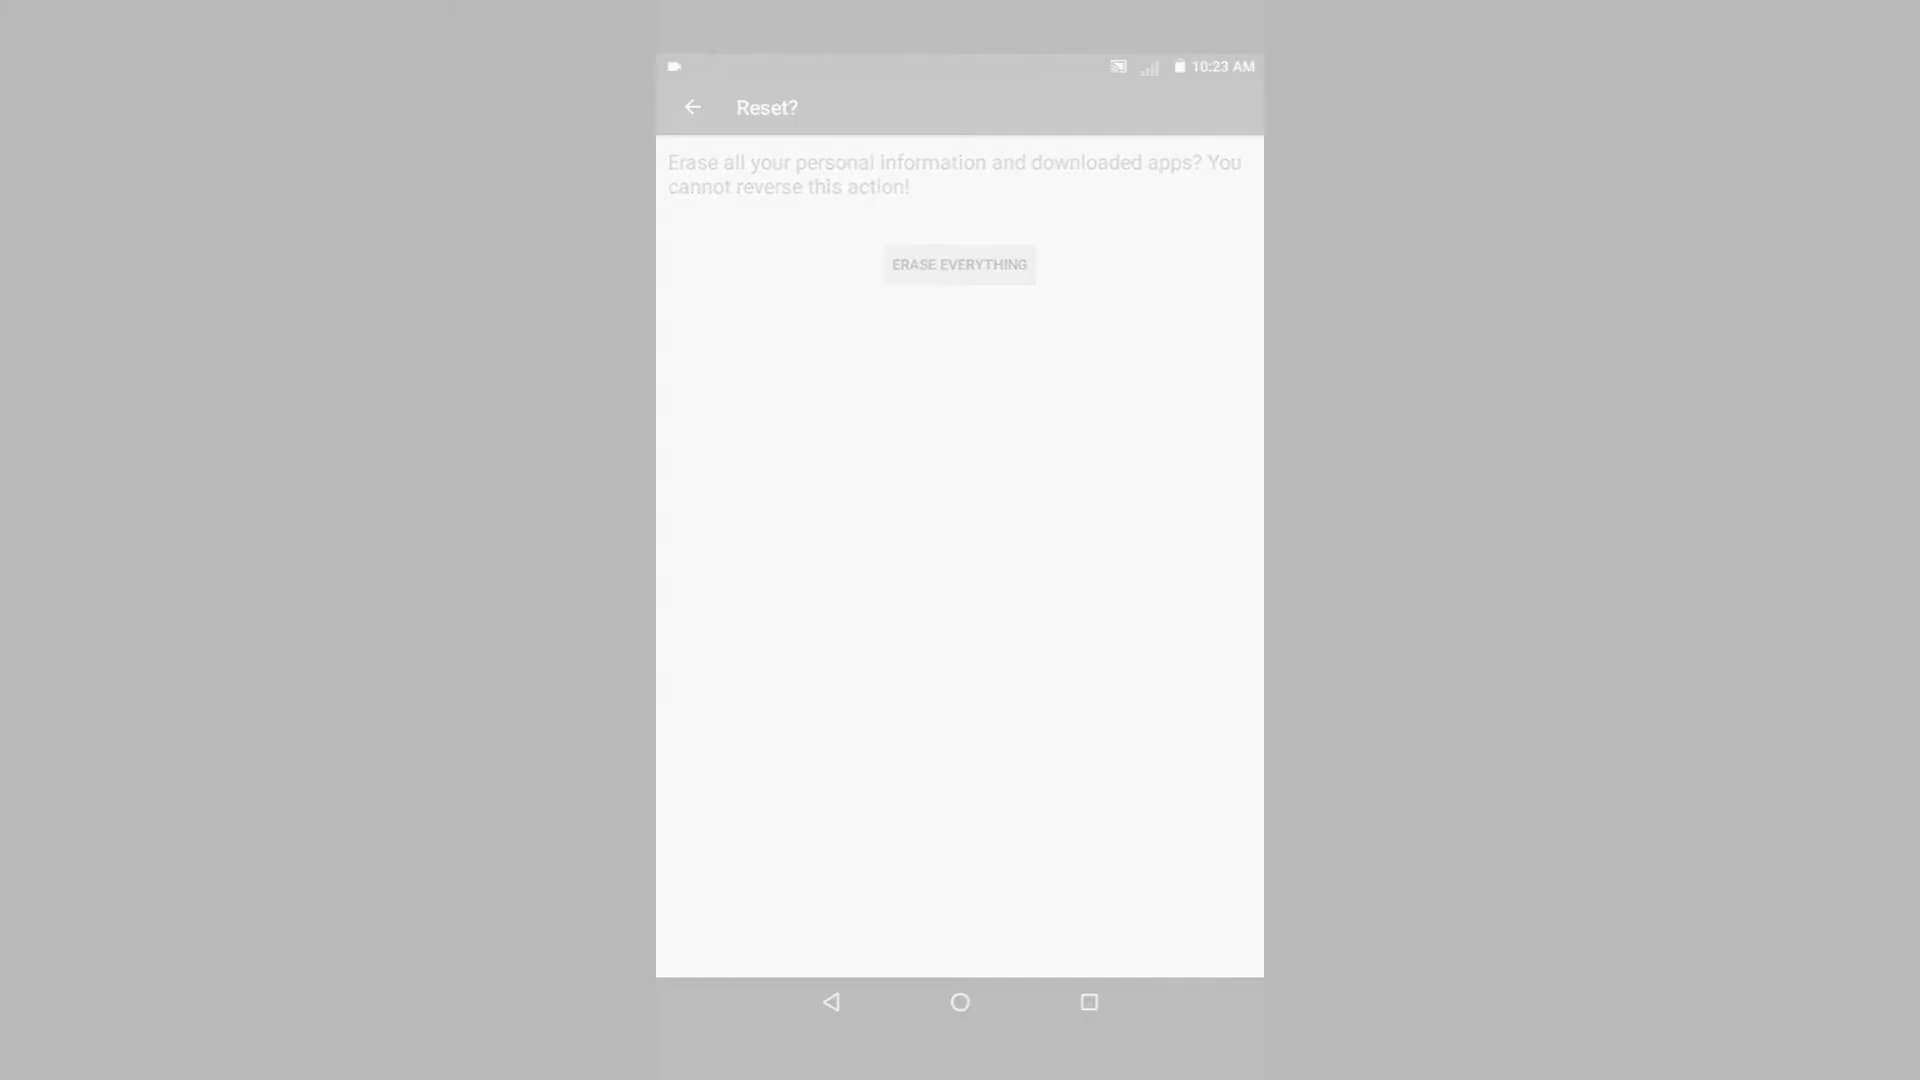 10:23 AM
Reset?
Erase all your personal information and downloaded apps? You
cannot reverse this action!
ERASE EVERYTHING